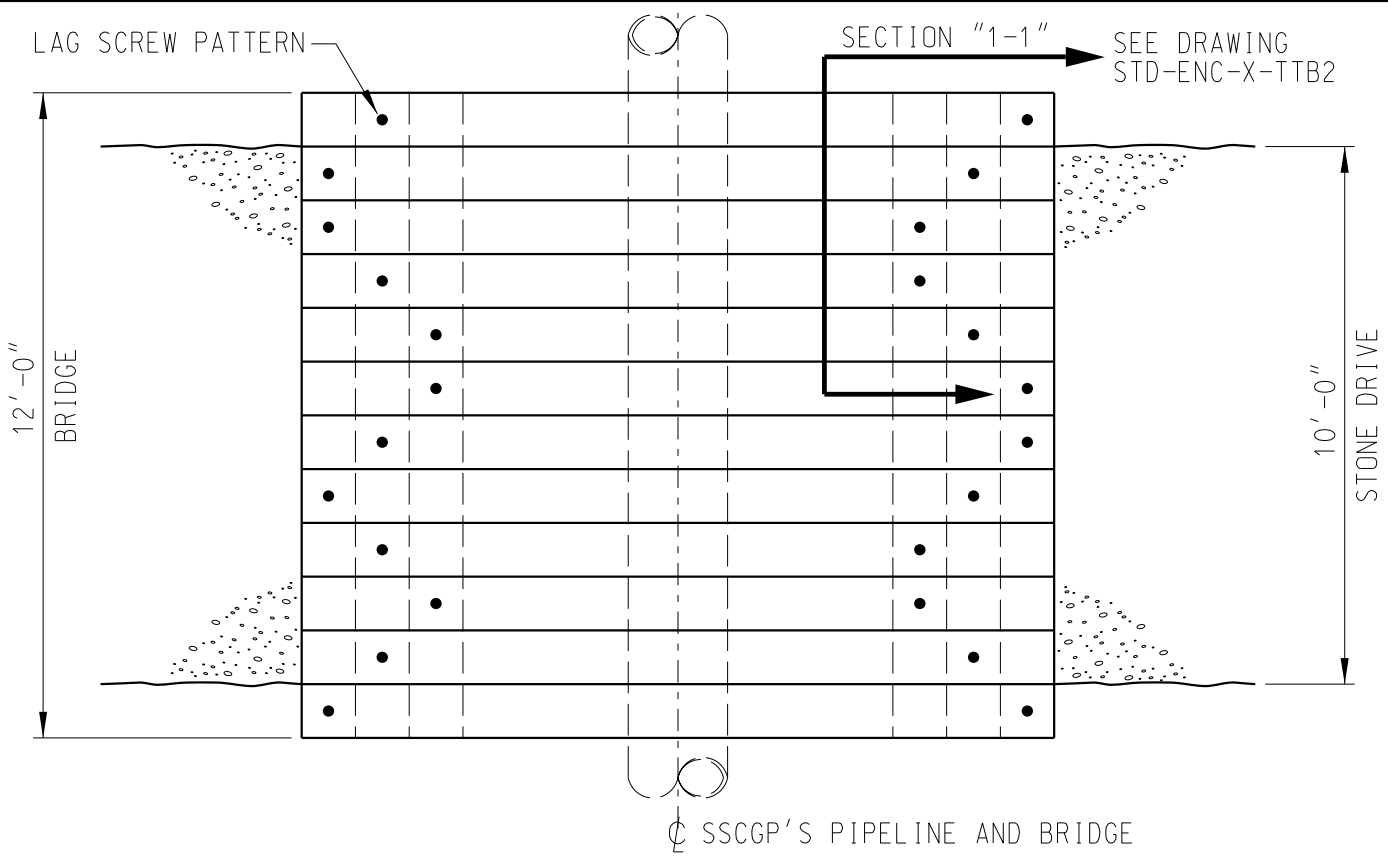 LAG SCREW PATTERN
SECTION "1-1"
SEE DRAWING
STD-ENC-X-TTB2
12'-0"
BRIDGE
10'-0"
STONE DRIVE
℄ SSCGP'S PIPELINE AND BRIDGE